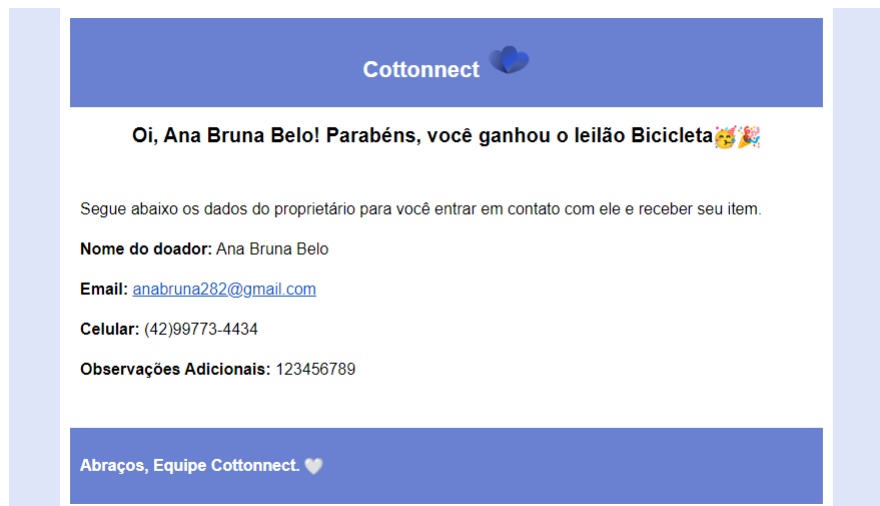 Cottonnect
Oi, Ana Bruna Belo! Parabéns, você ganhou o leilão Bicicleta🥳🎉
Segue abaixo os dados do proprietário para você entrar em contato com ele e receber seu item.
Nome do doador: Ana Bruna Belo
Email: anabruna282@gmail.com
Celular: (42)99773-4434
Observações Adicionais: 123456789
Abraços, Equipe Cottonnect. 🤍